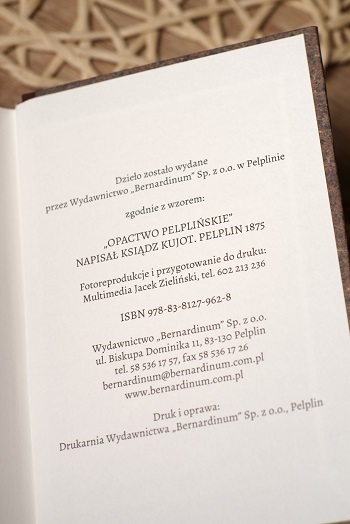 Dzieło zostało wydane
przez Wydawnictwo „Bernardinum” Sp. z o.o. w Pelplinie
zgodnie z wzorem:
„OPACTWO PELPLIŃSKIE”
NAPISAŁ KSIĄDZ KUJOT. PELPLIN 1875
Fotoreprodukcje i przygotowanie do druku:
Multimedia Jacek Zieliński, tel. 602 213 236
ISBN 978-83-8127-962-8
Wydawnictwo „Bernardinum” Sp. z o.o.
ul. Biskupa Dominika 11, 83-130 Pelplin
tel. 58 536 17 57, fax 58 536 17 26
bernardinum@bernardinum.com.pl
www.bernardinum.com.pl
Druk i oprawa:
Drukarnia Wydawnictwa „Bernardinum” Sp. z o.o., Pelplin